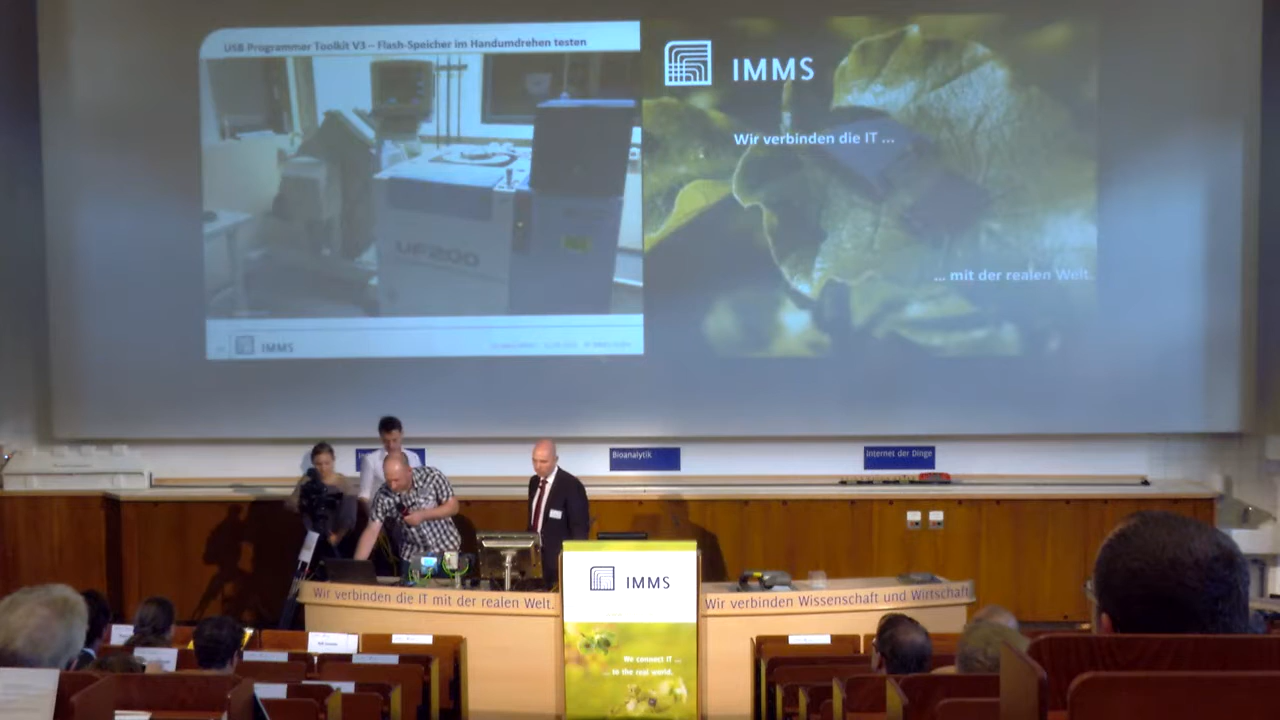 USB Programmer Toolkit V3 – Flash-Speicher im Handumdrehen testen
IMMS
Wir verbinden die IT ...
... mit der realen Welt.
UF200
IMMS
Bioanalytik
Internet der Dinge
IMMS
Wir verbinden die IT mit der realen Welt.
Wir verbinden Wissenschaft und Wirtschaft
We connect IT ...
... to the real world.